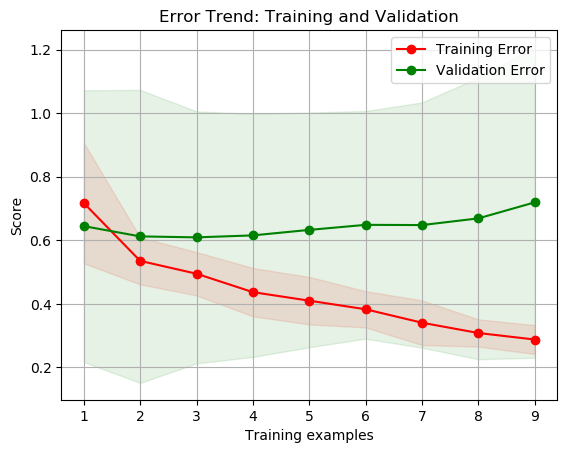 Error Trend: Training and Validation
Training Error
Validation Error
Score
1.2
1.0
0.8
0.6
0.4
0.2
1 2 3 4 5 6 7 8 9
Training examples